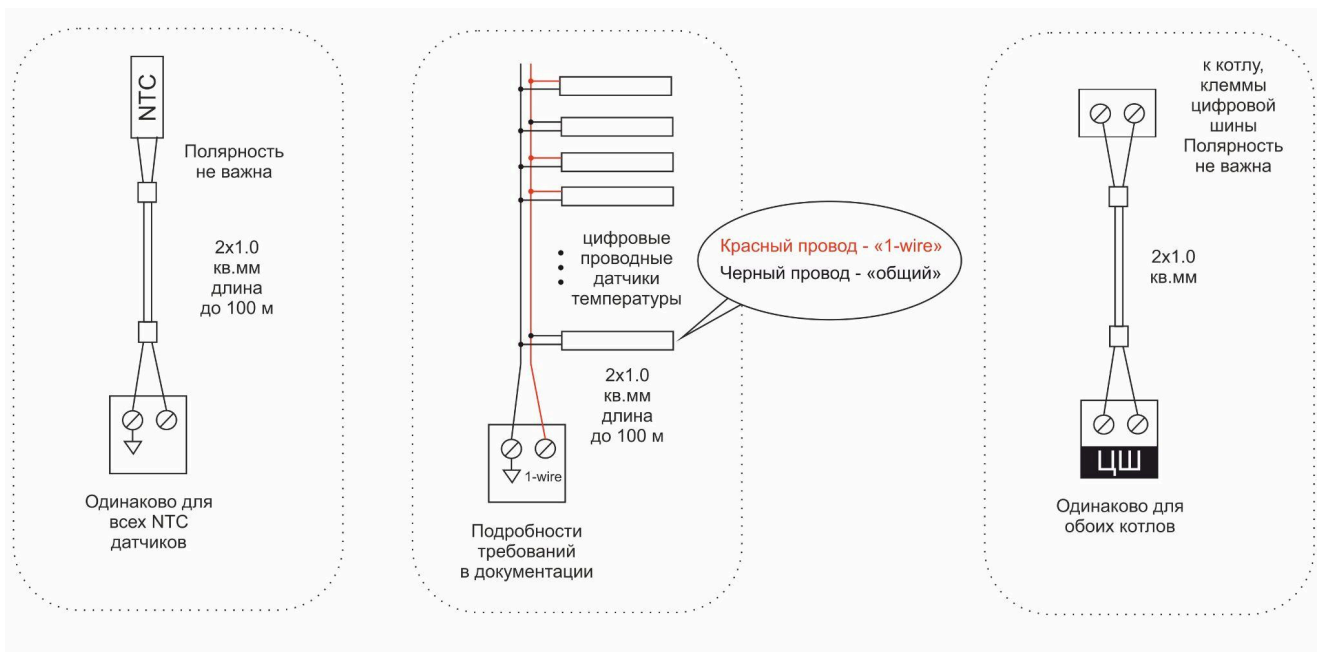 NTC
Полярность
не важна
2x1.0
кв.мм
длина
до 100 м
Одинаково для
всех NTC
датчиков
цифровые
проводные
датчики
температуры
Красный провод - «1-wire»
Черный провод - «общий»
2x1.0
кв.мм
длина
до 100 м
1-wire
Подробности
требований
в документации
к котлу,
клеммы
цифровой
шины
Полярность
не важна
2x1.0
кв.мм
ЦШ
Одинаково для
обоих котлов